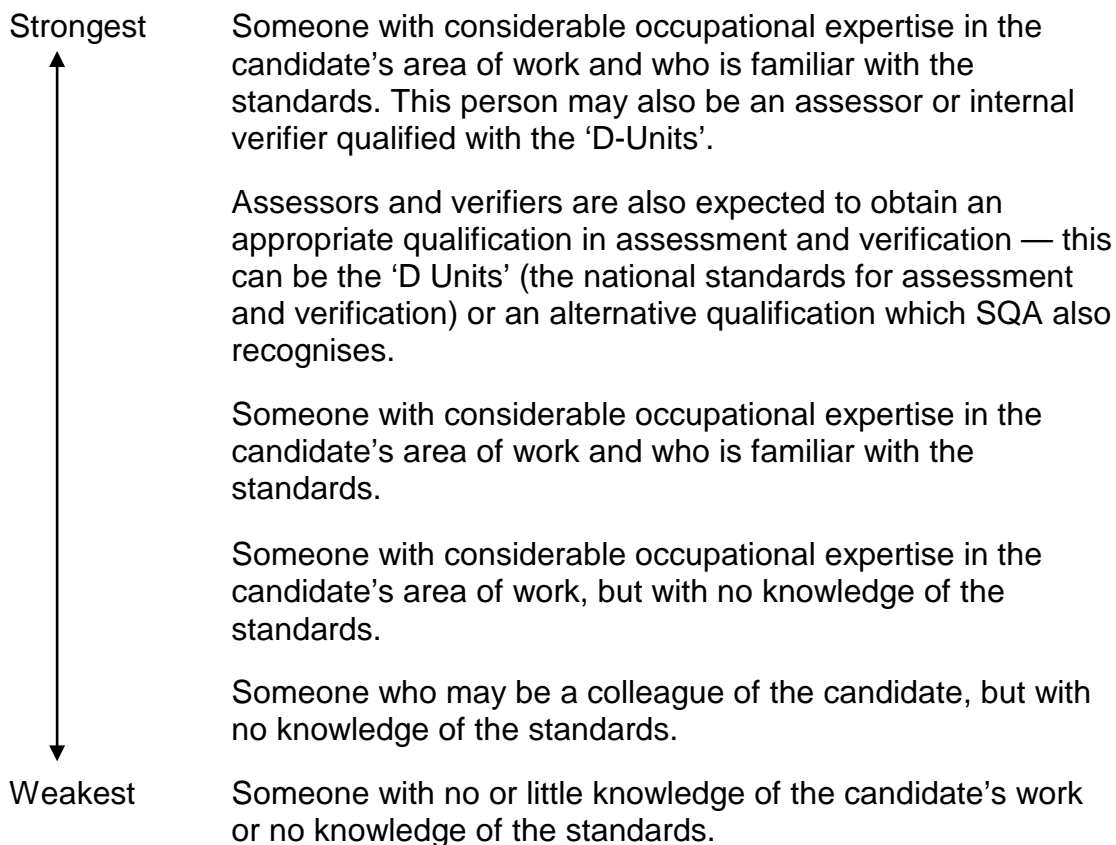 Strongest Someone with considerable occupational expertise in the
candidate’s area of work and who is familiar with the
standards. This person may also be an assessor or internal
verifier qualified with the ‘D-Units’.
Assessors and verifiers are also expected to obtain an
appropriate qualification in assessment and verification — this
can be the ‘D Units’ (the national standards for assessment
and verification) or an alternative qualification which SQA also
recognises.
Someone with considerable occupational expertise in the
candidate’s area of work and who is familiar with the
standards.
Someone with considerable occupational expertise in the
candidate’s area of work, but with no knowledge of the
standards.
Someone who may be a colleague of the candidate, but with
no knowledge of the standards.
Weakest Someone with no or little knowledge of the candidate’s work
or no knowledge of the standards.